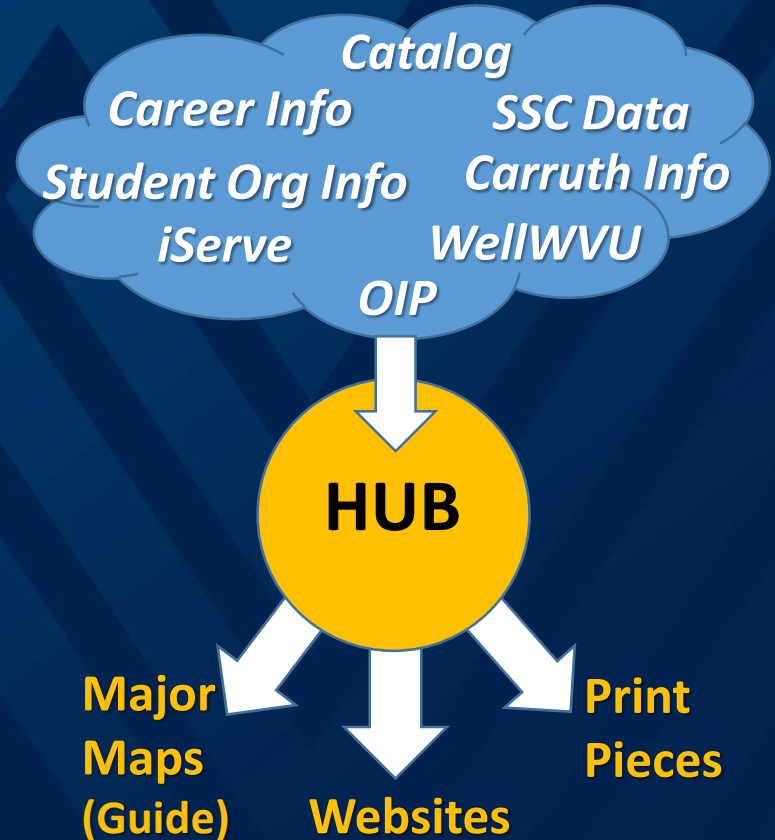 Catalog
Career Info
SSC Data
Student Org Info
Carruth Info
iServe
WellWVU
OIP
HUB
Major
Maps
(Guide)
Websites
Print
Pieces